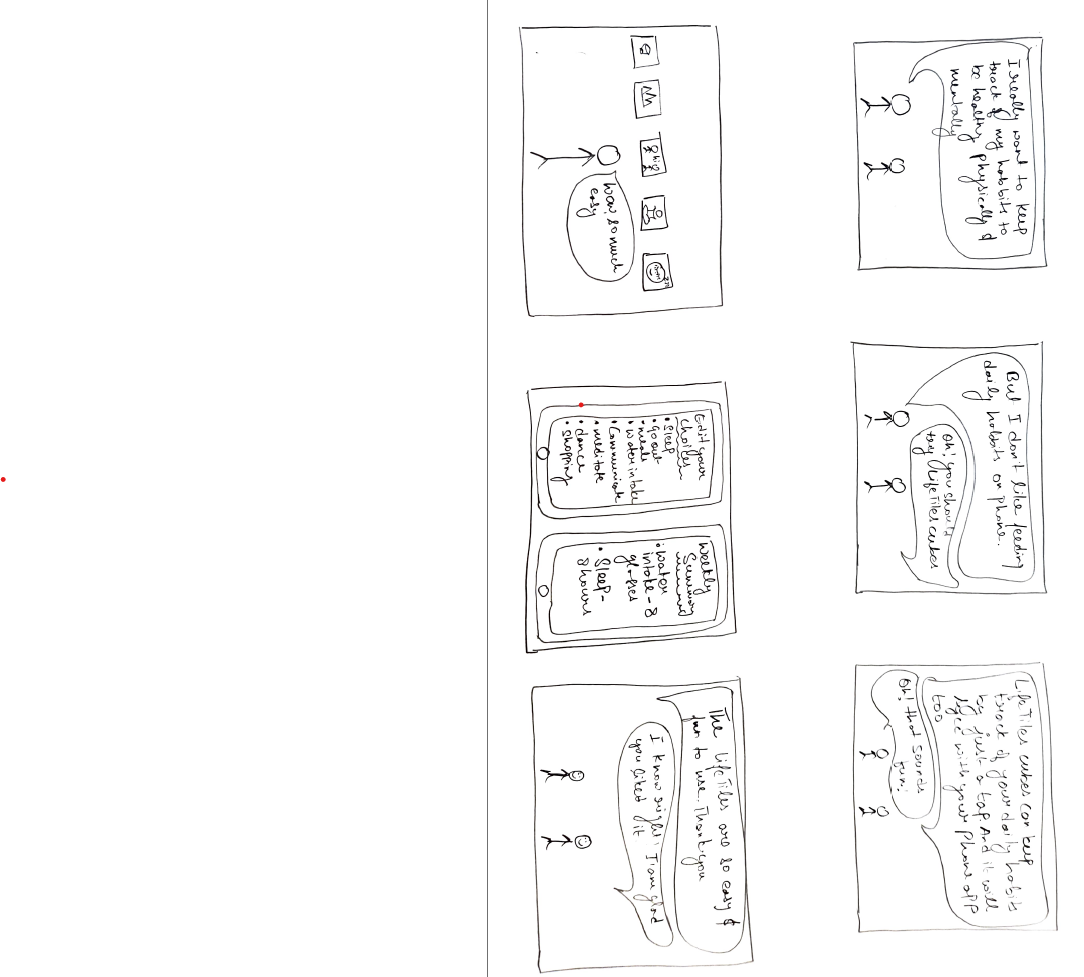 I really want to keep
track of my habbits to
be healthy physically &
mentally
But I don't like feeding
daily habits on phone.
Oh! you should
try LifeTiles cubes
LifeTiles cubes can keep
track of your daily habits
by just a tap. And it will
sync with your phone app
too
Oh! that sounds
fun!
Wow! so much
easy
Edit your
choices
• Sleep
• Go out
• meals
• Water intake
• Communicate
• meditate
• dance
• shopping
Weekly
Summary
• Water
intake - 8
glasses
• Sleep -
8 hours
The LifeTiles are so easy &
fun to use. Thank you
I know right! I am glad
you liked it